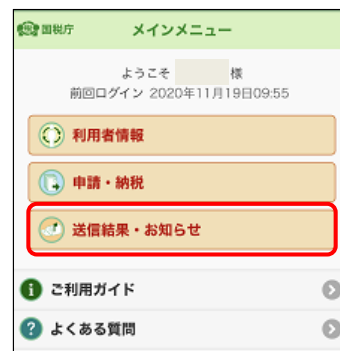 国税庁 メインメニュー
ようこそ 様
前回ログイン 2020年11月19日09:55
利用者情報
申請・納税
送信結果・お知らせ
ご利用ガイド
よくある質問